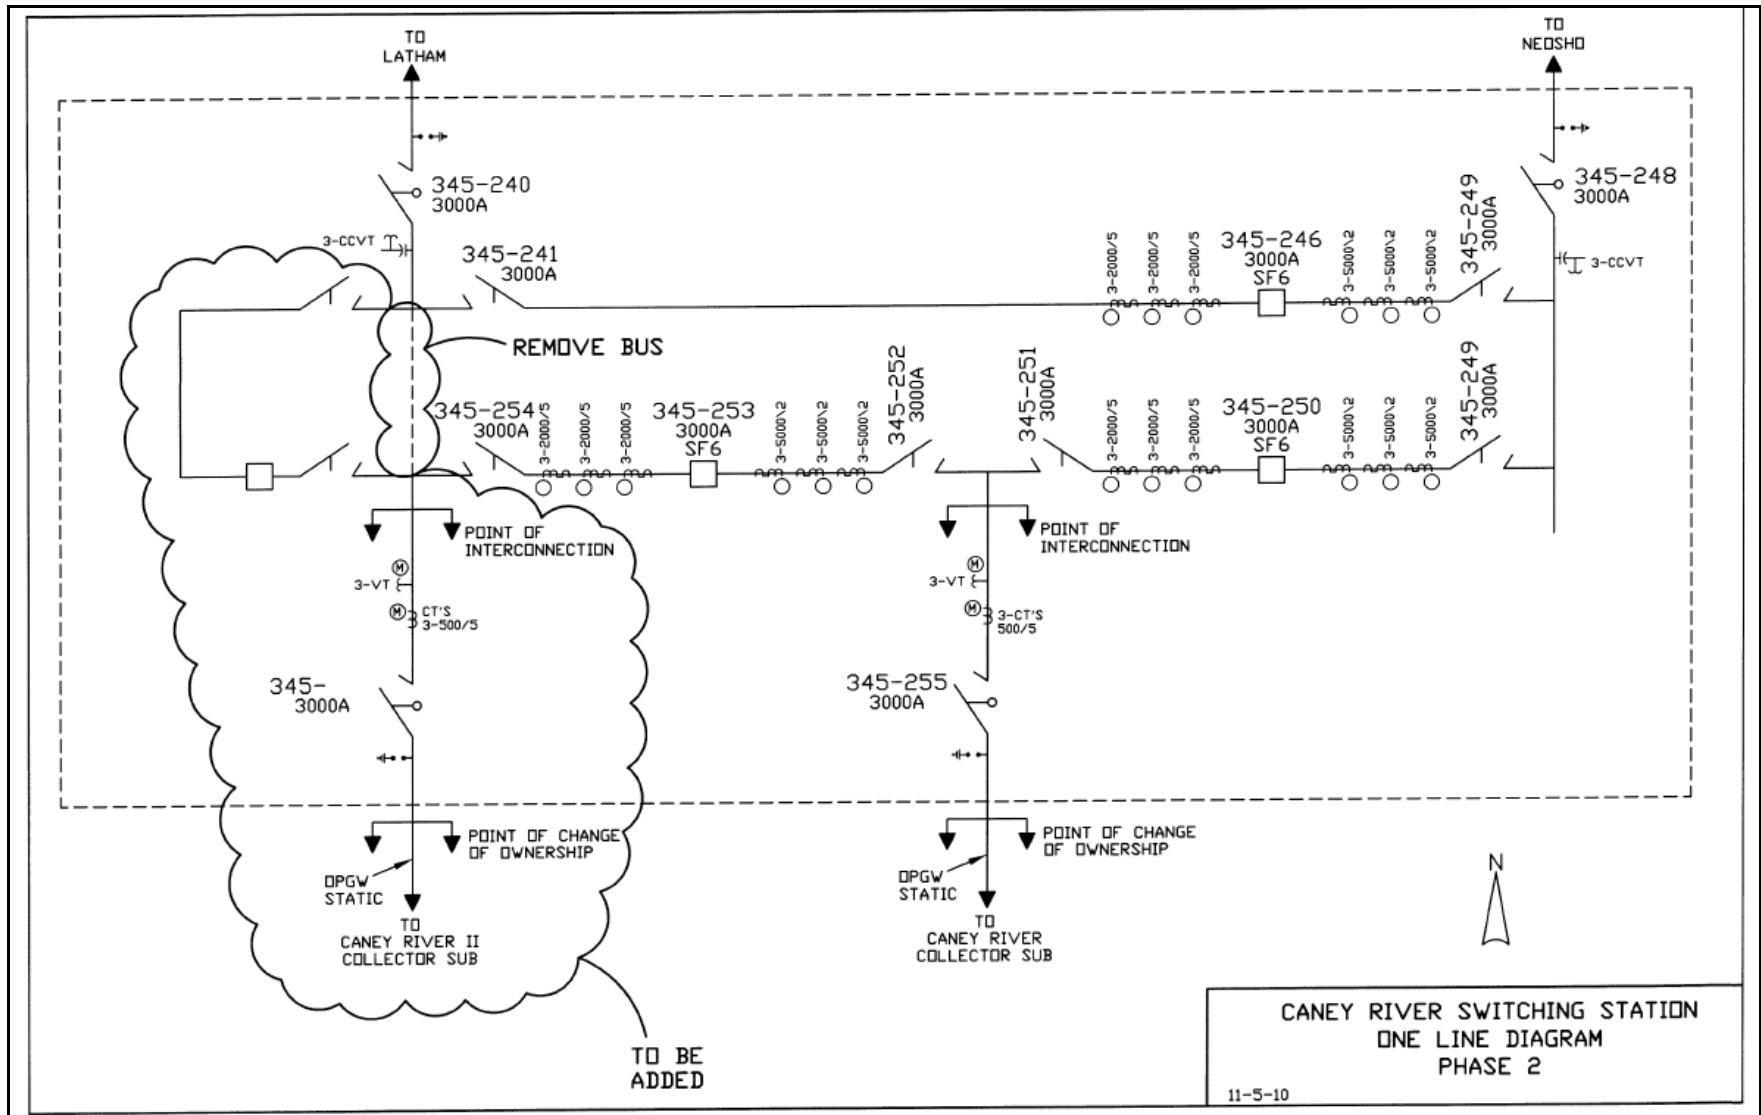 TO
LATHAM
TO
NEOSHO
345-240
3000A
345-248
3000A
3-CCVT
345-241
3000A
3-2000/5
3-2000/5
3-2000/5
345-246
3000A
SF6
3-5000\2
3-5000\2
3-5000\2
345-249
3000A
3-CCVT
REMOVE BUS
345-254
3000A
3-2000/5
3-2000/5
3-2000/5
345-253
3000A
SF6
3-5000\2
3-5000\2
3-5000\2
345-252
3000A
345-251
3000A
3-2000/5
3-2000/5
3-2000/5
345-250
3000A
SF6
3-5000\2
3-5000\2
3-5000\2
345-249
3000A
POINT OF
INTERCONNECTION
M
3-VT
M
CT'S
3-500/5
345-
3000A
POINT OF CHANGE
OF OWNERSHIP
OPGW
STATIC
TO
CANEY RIVER II
COLLECTOR SUB
POINT OF
INTERCONNECTION
M
3-VT
M
3-CT'S
500/5
345-255
3000A
POINT OF CHANGE
OF OWNERSHIP
OPGW
STATIC
TO
CANEY RIVER
COLLECTOR SUB
TO BE
ADDED
N
CANEY RIVER SWITCHING STATION
ONE LINE DIAGRAM
PHASE 2
11-5-10